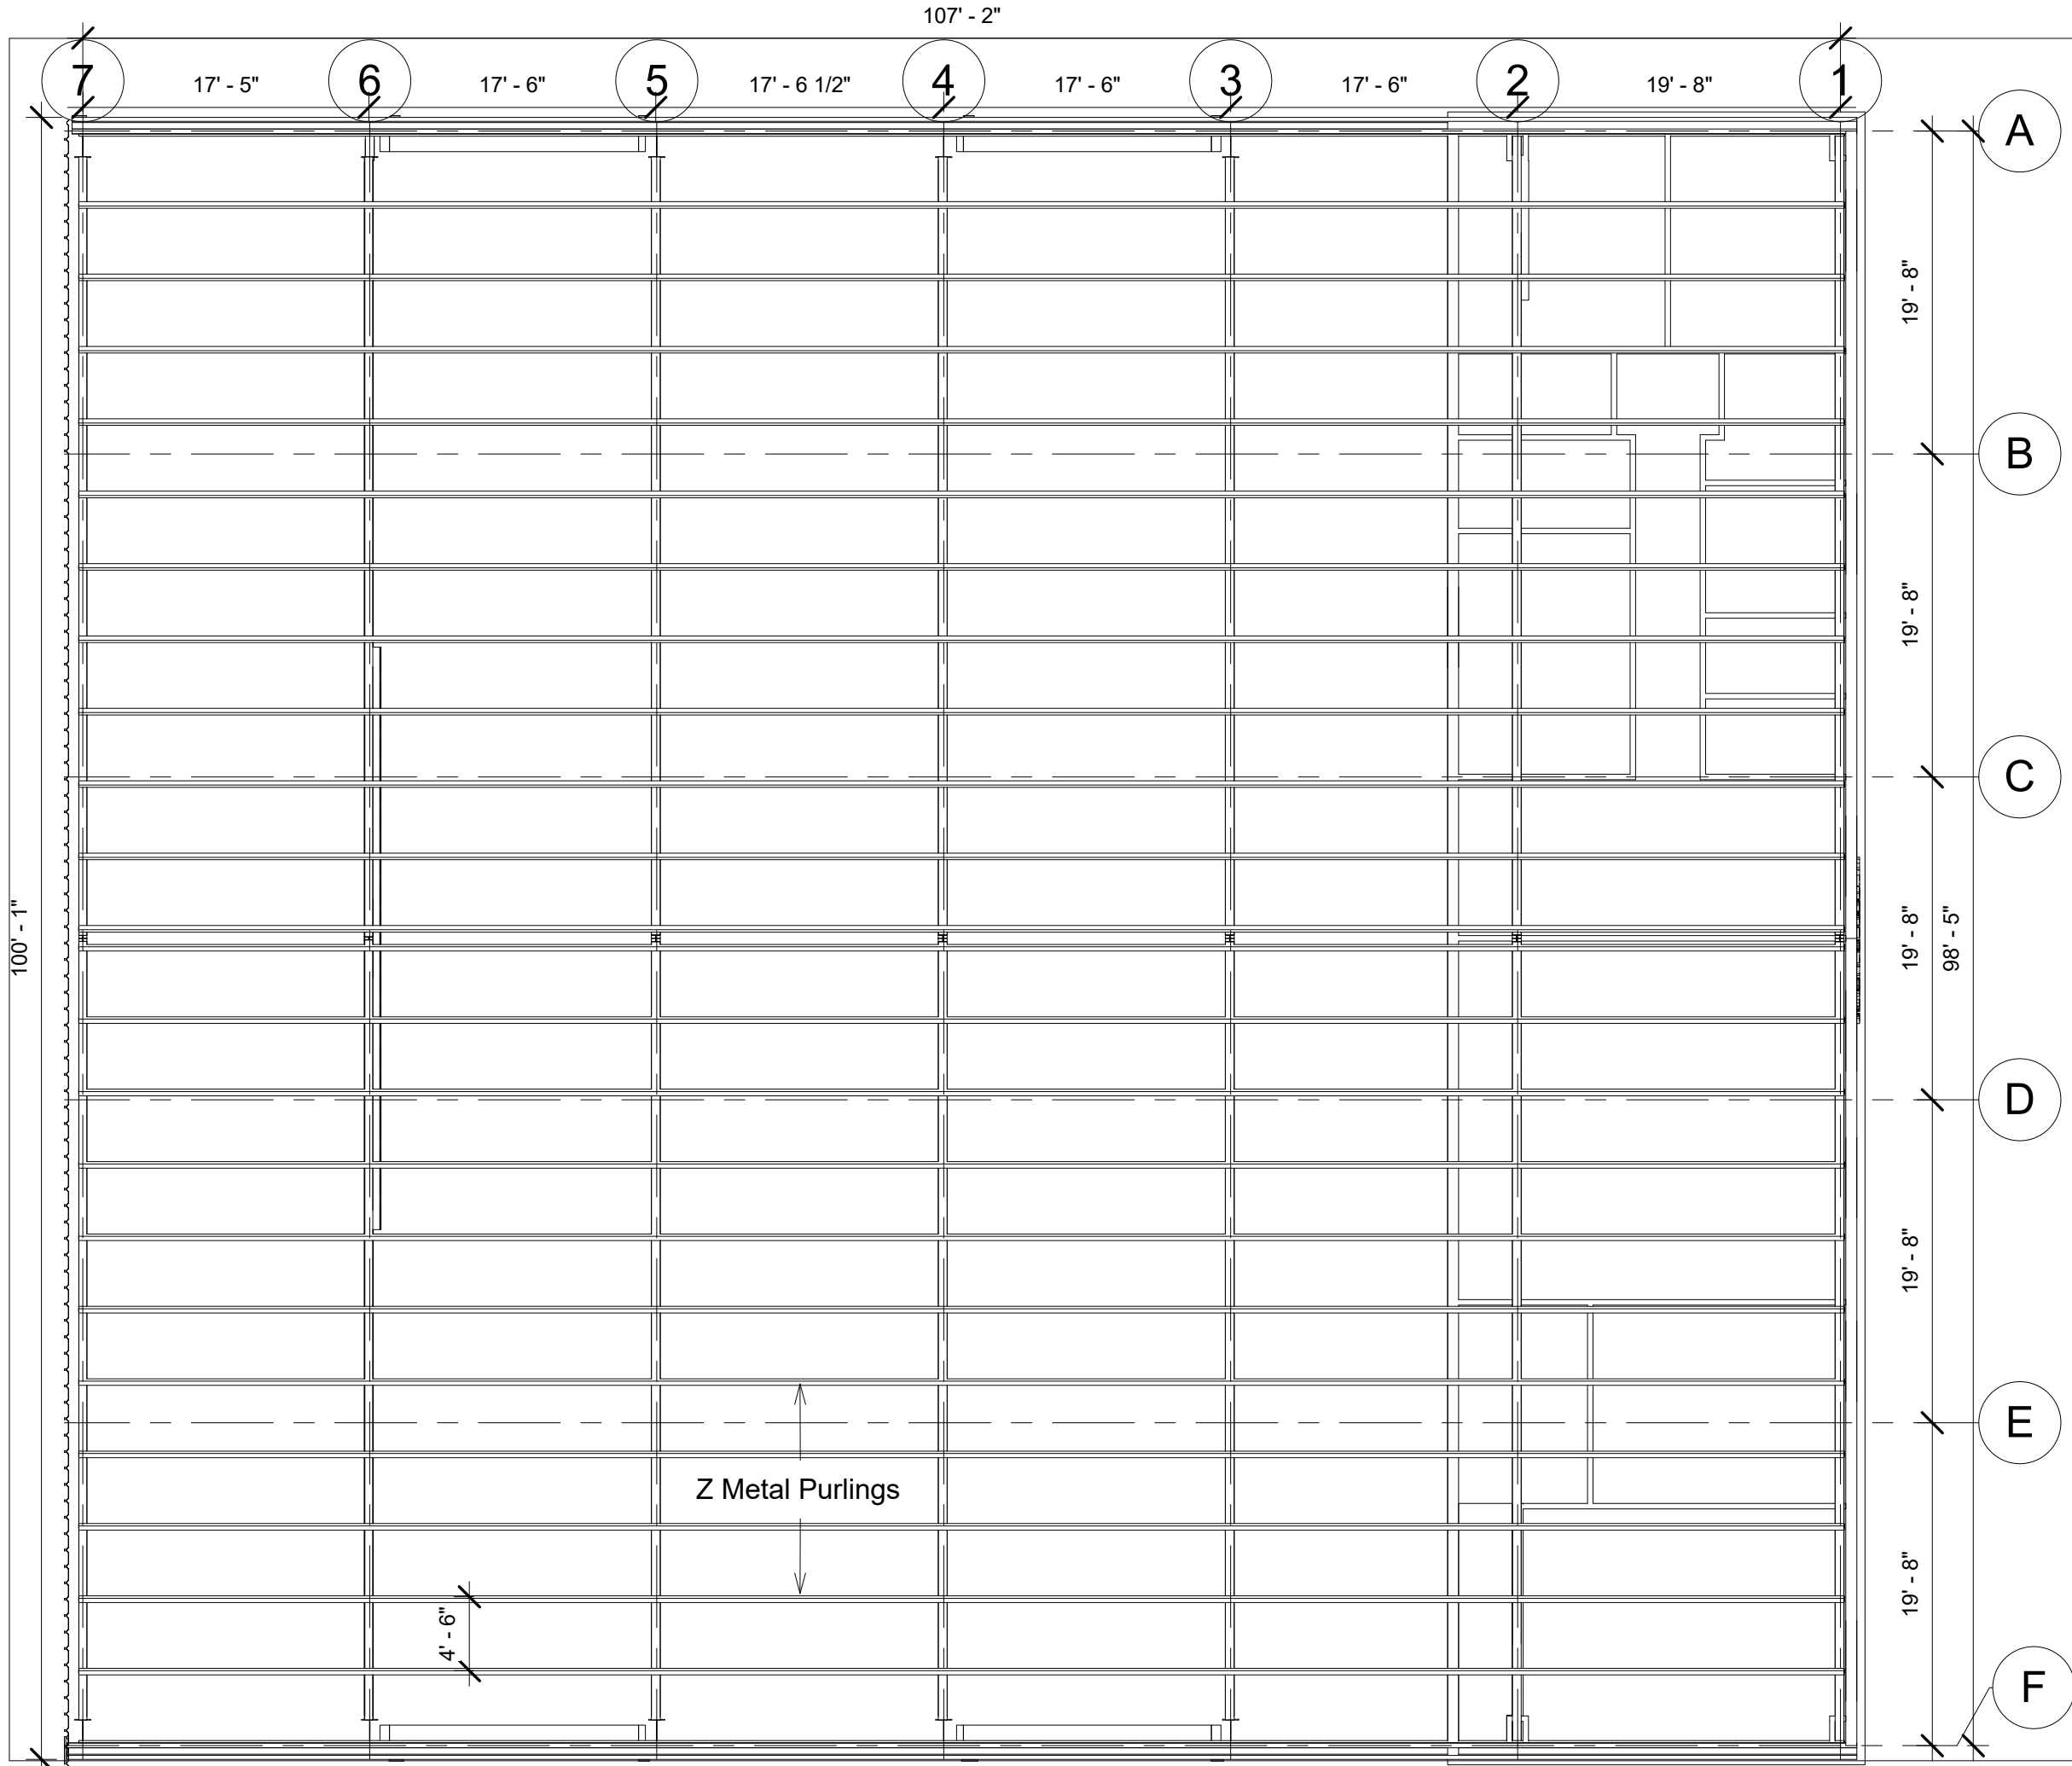 107' - 2"
7
17' - 5"
6
17' - 6"
5
17' - 6 1/2"
4
17' - 6"
3
17' - 6"
2
19' - 8"
1
A
19' - 8"
B
19' - 8"
C
100' - 1"
19' - 8"
98' - 5"
D
19' - 8"
E
Z Metal Purlings
4' - 6"
19' - 8"
F